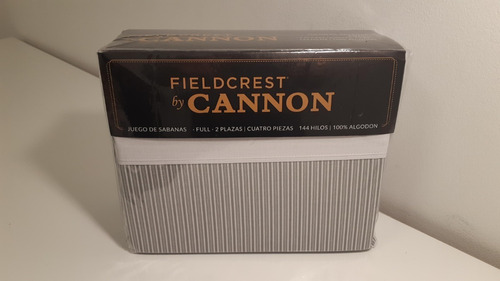 FIELDCREST
by CANNON
JUEGO DE SABANAS · FULL - 2 PLAZAS | CUATRO PIEZAS 144 HILOS | 100% ALGODON